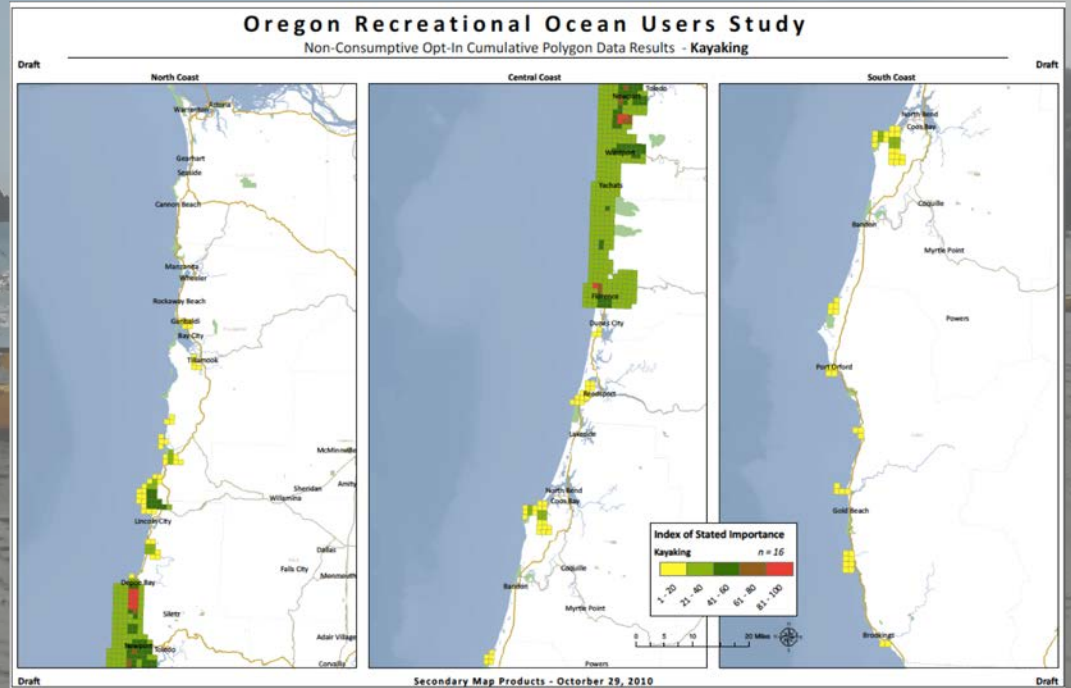 Oregon Recreational Ocean Users Study
Non-Consumptive Opt-In Cumulative Polygon Data Results - Kayaking
Draft
Draft
North Coast
Warrenton
Astoria
Gearhart
Seaside
Cannon Beach
Manzanita
Wheeler
Rockaway Beach
Garibaldi
Bay City
Tillamook
McMinnville
Sheridan
Amity
Willamina
Lincoln City
Dallas
Falls City
Monmouth
Depoe Bay
Siletz
Adair Village
Newport
Toledo
Corvallis
Central Coast
Toledo
Newport
Waldport
Yachats
Florence
Dunes City
Reedsport
Lakeside
North Bend
Coos Bay
Coquille
Bandon
Myrtle Point
Powers
South Coast
North Bend
Coos Bay
Coquille
Bandon
Myrtle Point
Powers
Port Orford
Gold Beach
Brookings
Index of Stated Importance
Kayaking n = 16
1 - 20
21 - 40
41 - 60
61 - 80
81 - 100
0 5 10 20 Miles
Draft
Secondary Map Products - Octorber 29, 2010
Draft